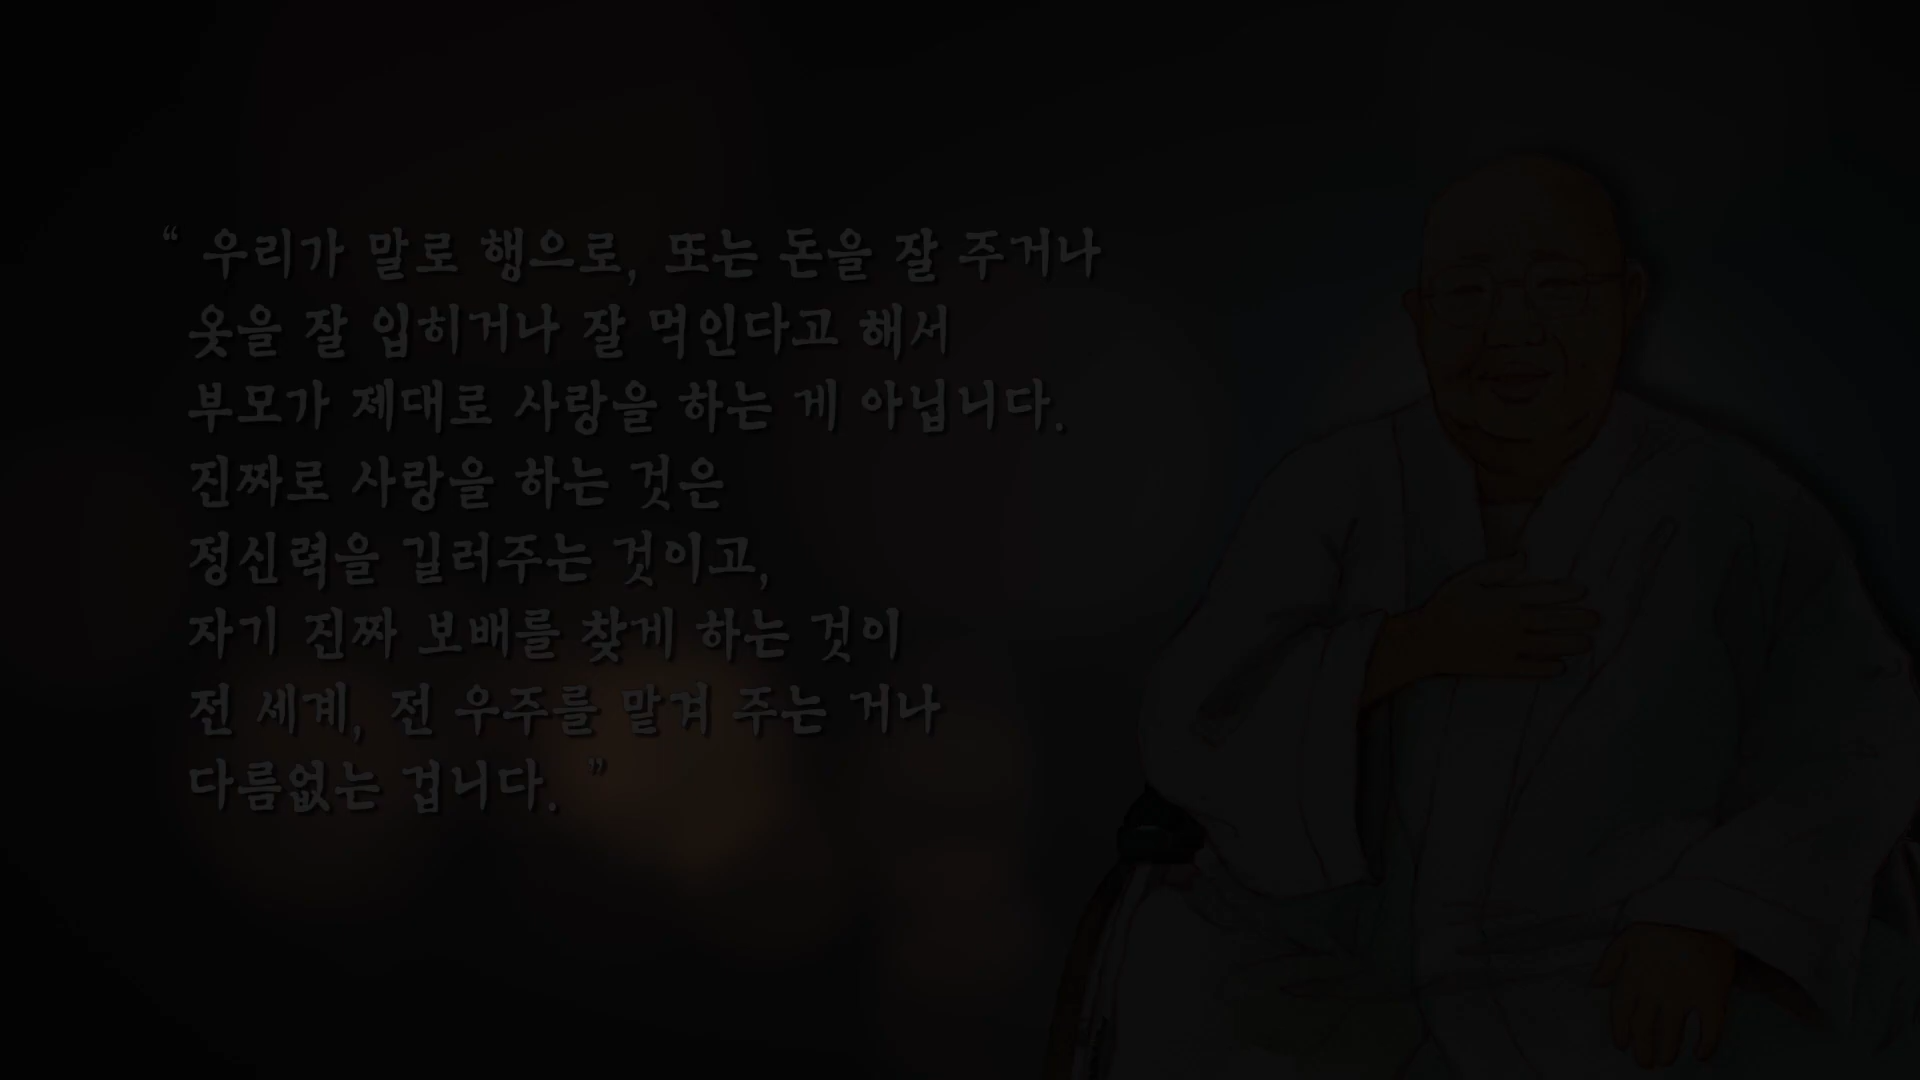 “ 우리가 말로 행으로, 또는 돈을 잘 주거나
옷을 잘 입히거나 잘 먹인다고 해서
부모가 제대로 사랑을 하는 게 아닙니다.
진짜로 사랑을 하는 것은
정신력을 길러주는 것이고,
자기 진짜 보배를 찾게 하는 것이
전 세계, 전 우주를 맡겨 주는 거나
다름없는 겁니다. ”